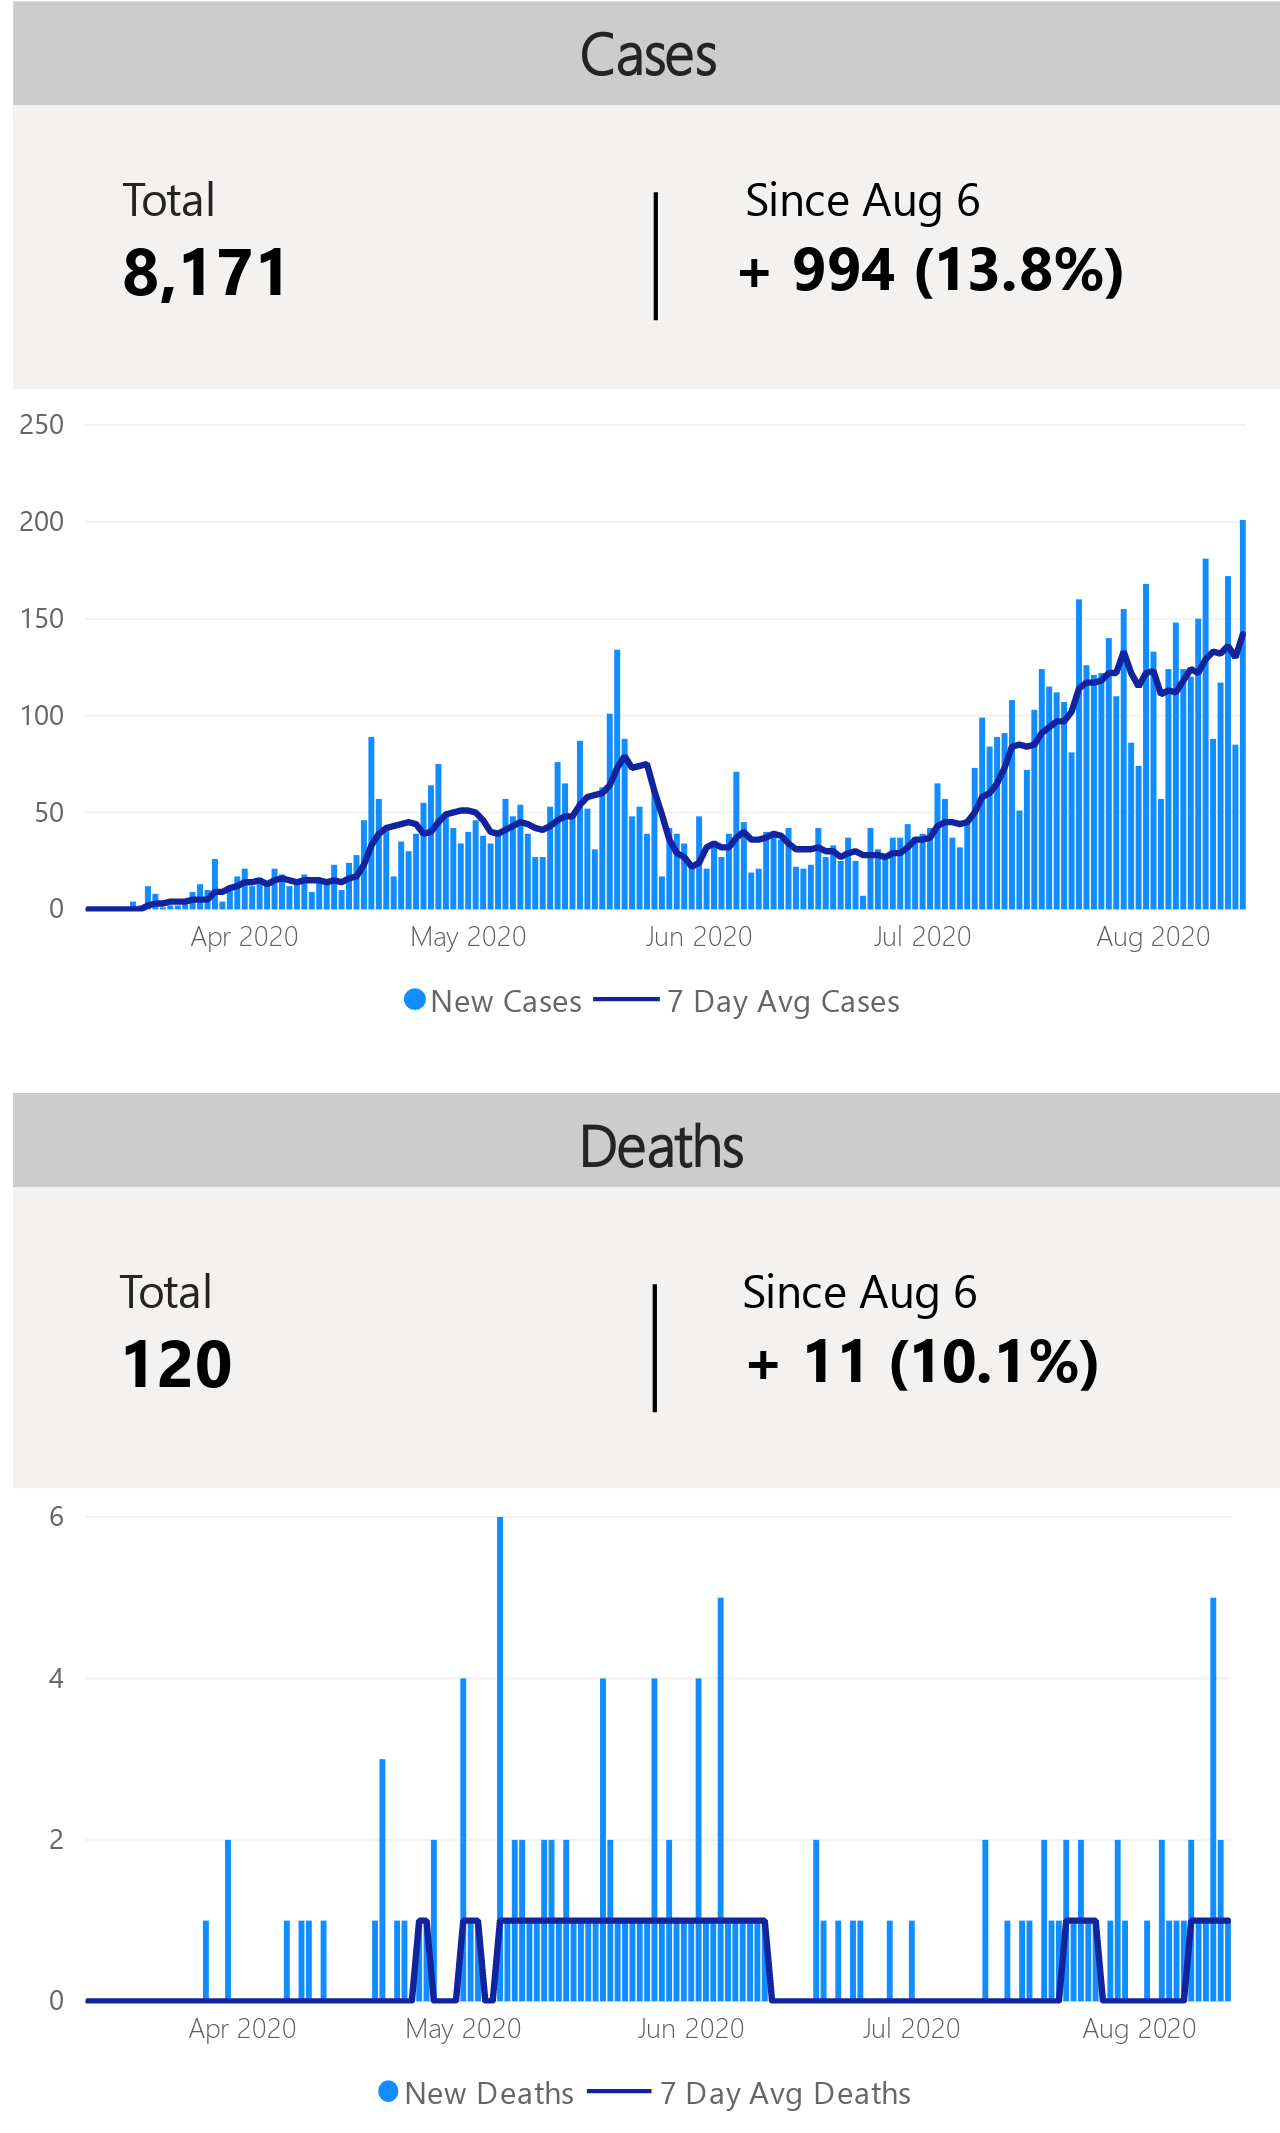 Cases
Total
Since Aug 6
8,171
+ 994 (13.8%)
250
200
150
100
50
0
Apr 2020 May 2020 Jun 2020 Jul 2020 Aug 2020
New Cases 7 Day Avg Cases
Deaths
Total
Since Aug 6
120
+ 11 (10.1%)
6
4
2
0
Apr 2020 May 2020 Jun 2020 Jul 2020 Aug 2020
New Deaths 7 Day Avg Deaths